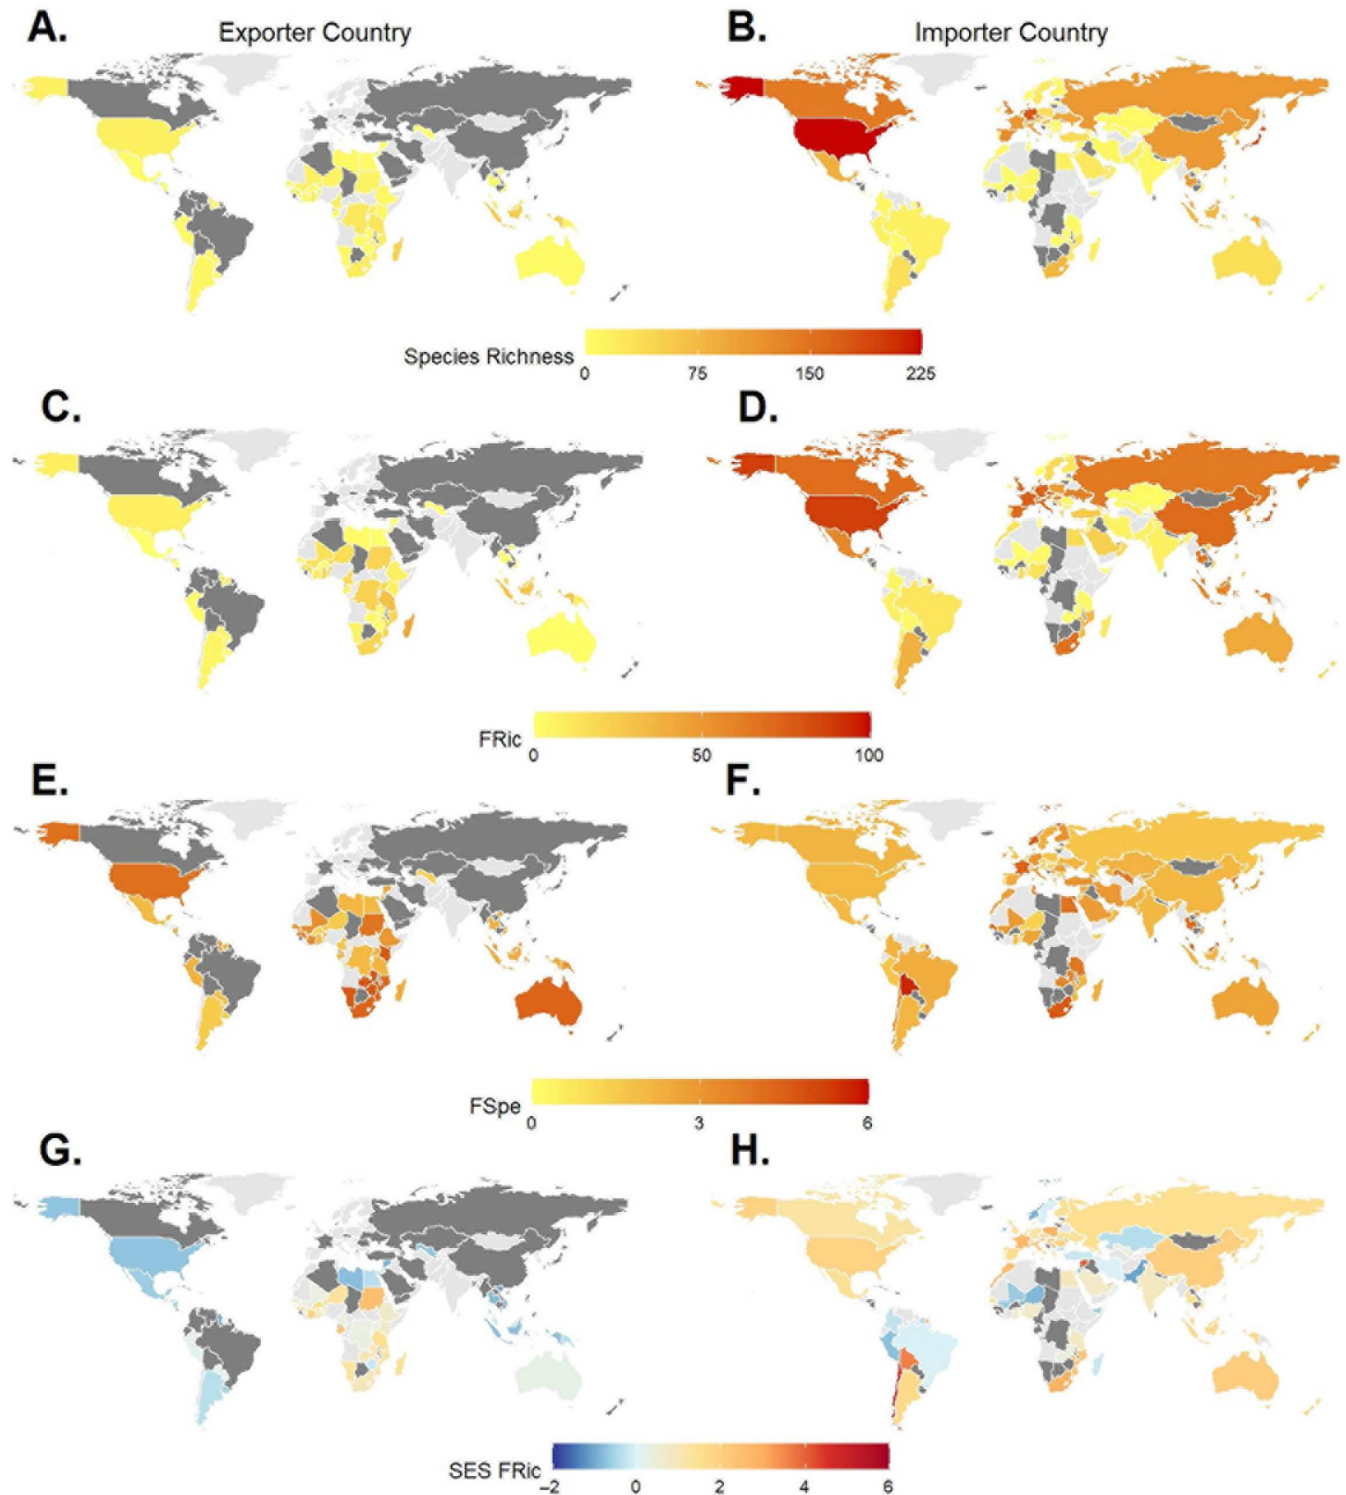 A. Exporter Country B. Importer Country
Species Richness 0 75 150 225
C. D.
FRic 0 50 100
E. F.
FSpe 0 3 6
G. H.
SES FRic −2 0 2 4 6